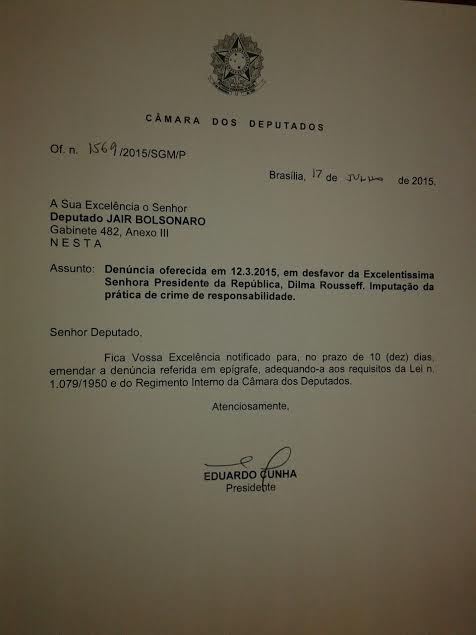 CÂMARA DOS DEPUTADOS
Of. n. 1569/2015/SGM/P
Brasília, 17 de JULHO de 2015.
A Sua Excelência o Senhor
Deputado JAIR BOLSONARO
Gabinete 482, Anexo III
N E S T A
Assunto: Denúncia oferecida em 12.3.2015, em desfavor da Excelentíssima
Senhora Presidente da República, Dilma Rousseff. Imputação da
prática de crime de responsabilidade.
Senhor Deputado,
Fica Vossa Excelência notificado para, no prazo de 10 (dez) dias,
emendar a denúncia referida em epígrafe, adequando-a aos requisitos da Lei n.
1.079/1950 e do Regimento Interno da Câmara dos Deputados.
Atenciosamente,
EDUARDO CUNHA
Presidente